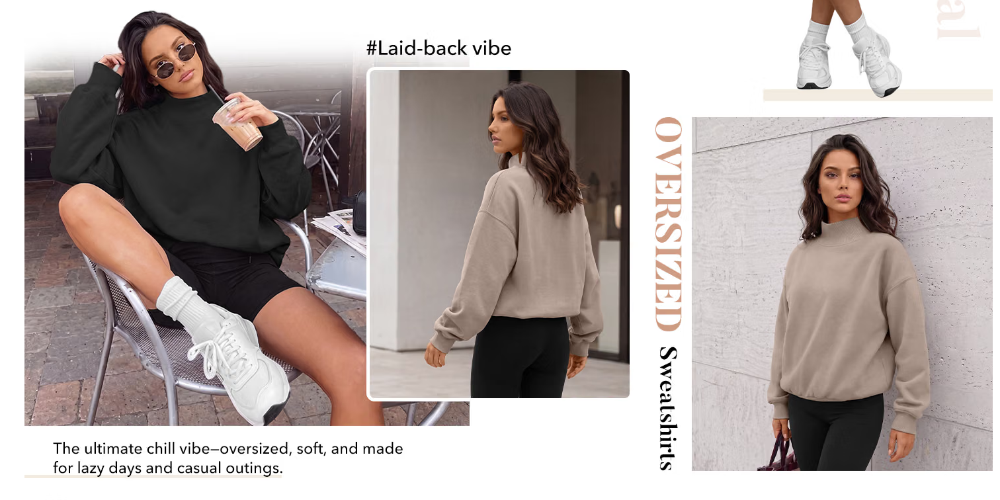 #Laid-back vibe
The ultimate chill vibe—oversized, soft, and made
for lazy days and casual outings.
OVERSIZED Sweatshirts